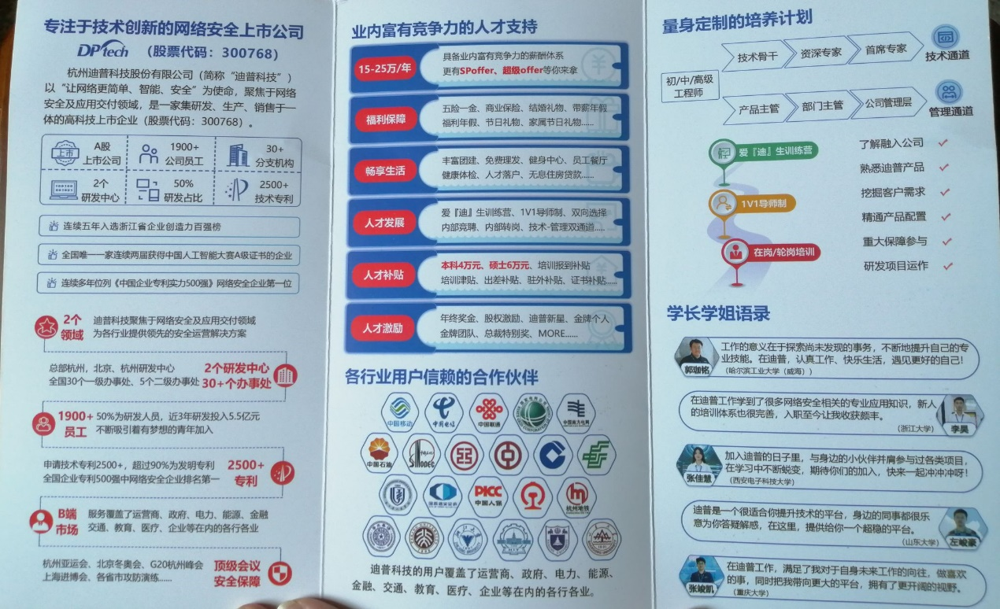 专注于技术创新的网络安全上市公司
DPtech （股票代码：300768）
杭州迪普科技股份有限公司（简称“迪普科技”）
以“让网络更简单、智能、安全”为使命，聚焦于网络
安全及应用交付领域，是一家集研发、生产、销售于一
体的高科技上市企业（股票代码：300768）。
上市
A股
上市公司
1900+
公司员工
30+
分支机构
2个
研发中心
50%
研发占比
2500+
技术专利
连续五年入选浙江省企业创造力百强榜
全国唯一一家连续两届获得中国人工智能大赛A级证书的企业
连续多年位列《中国企业专利实力500强》网络安全企业第一位
2个
领域
迪普科技聚焦于网络安全及应用交付领域
为各行业提供领先的安全运营解决方案
总部杭州，北京、杭州研发中心
全国30个一级办事处、5个二级办事处
2个研发中心
30+个办事处
1900+
员工
50%为研发人员，近3年研发投入5.5亿元
不断吸引着有梦想的青年加入
申请技术专利2500+，超过90%为发明专利
全国企业专利500强中网络安全企业排名第一
2500+
专利
B端
市场
服务覆盖了运营商、政府、电力、能源、金融
交通、教育、医疗、企业等在内的各行各业
杭州亚运会、北京冬奥会、G20杭州峰会
上海进博会、各省市攻防演练......
顶级会议
安全保障
业内富有竞争力的人才支持
15-25万/年
具备业内富有竞争力的薪酬体系
更有SPoffer、超级offer等你来拿
福利保障
五险一金、商业保险、结婚礼物、带薪年假
福利年假、节日礼物、家属节日礼物......
畅享生活
丰富团建、免费理发、健身中心、员工餐厅
健康体检、人才落户、无息住房贷款......
人才发展
爱『迪』生训练营、1V1导师制、双向选择
内部竞聘、内部转岗、技术-管理双通道.....
人才补贴
本科4万元、硕士6万元、培训报到补贴
培训津贴、出差补贴、驻外补贴、证书补贴......
人才激励
年终奖金、股权激励、迪普新星、金牌个人
金牌团队、总裁特别奖、MORE......
各行业用户信赖的合作伙伴
中国移动
中国电信
中国联通
中国南方电网
中国石油
SINOPEC
PICC
中国人保
杭州地铁
迪普科技的用户覆盖了运营商、政府、电力、能源、
金融、交通、教育、医疗、企业等在内的各行各业。
量身定制的培养计划
技术骨干
资深专家
首席专家
技术通道
初/中/高级
工程师
产品主管
部门主管
公司管理层
管理通道
爱『迪』生训练营
1V1导师制
在岗/轮岗培训
了解融入公司
熟悉迪普产品
挖掘客户需求
精通产品配置
重大保障参与
研发项目运作
学长学姐语录
郭珈铭
工作的意义在于探索尚未发现的事务，不断地提升自己的专
业技能。在迪普，认真工作、快乐生活，遇见更好的自己！
（哈尔滨工业大学（威海））
在迪普工作学到了很多网络安全相关的专业应用知识，新人
的培训体系也很完善，入职至今让我收获颇丰。
（浙江大学）
李昊
张佳慧
加入迪普的日子里，与身边的小伙伴并肩参与过各类项目，
在学习中不断蜕变，期待你们的加入，快来一起冲冲冲呀！
（西安电子科技大学）
迪普是一个很适合你提升技术的平台，身边的同事都很乐
意为你答疑解惑，在这里，提供给你一个超稳的平台。
（山东大学）
左峻豪
张竣凯
在迪普工作，满足了我对于自身未来工作的向往，做喜欢
的事，同时把我带向更大的平台，拥有了更开阔的视野。
（重庆大学）